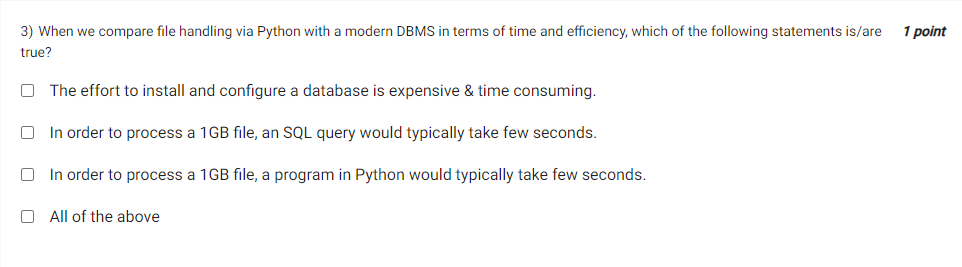 3) When we compare file handling via Python with a modern DBMS in terms of time and efficiency, which of the following statements is/are 1 point
true?
The effort to install and configure a database is expensive & time consuming.
In order to process a 1GB file, an SQL query would typically take few seconds.
In order to process a 1GB file, a program in Python would typically take few seconds.
All of the above